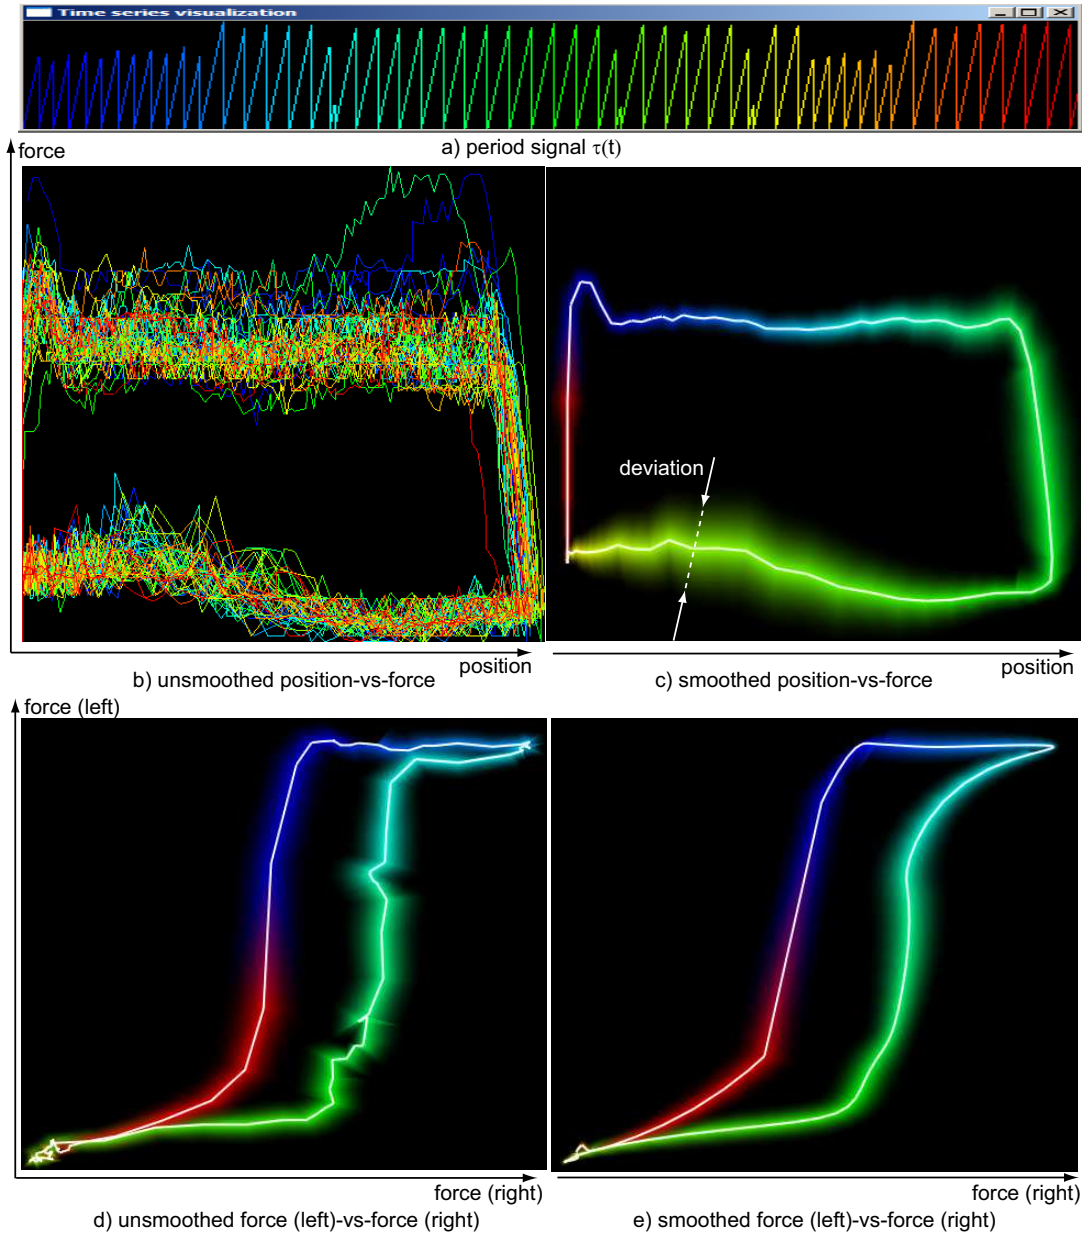 Time series visualization
a) period signal τ(t)
force
deviation
position
position
b) unsmoothed position-vs-force
c) smoothed position-vs-force
force (left)
force (right)
force (right)
d) unsmoothed force (left)-vs-force (right)
e) smoothed force (left)-vs-force (right)